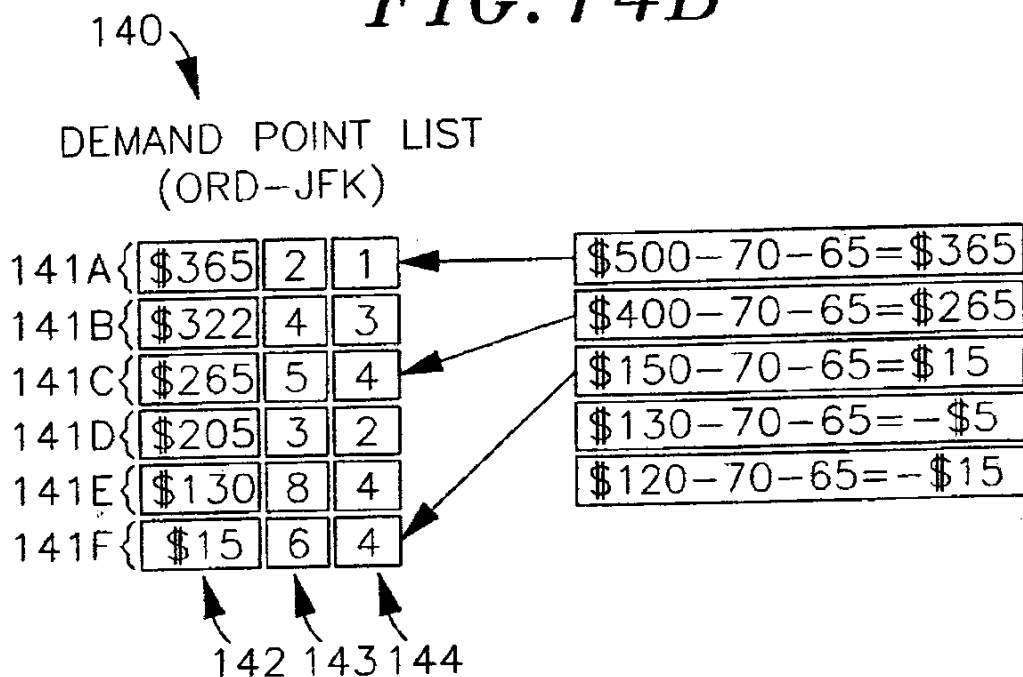 FIG. 14B
140
DEMAND POINT LIST
(ORD-JFK)
141A{ $365 2 1
141B{ $322 4 3
141C{ $265 5 4
141D{ $205 3 2
141E{ $130 8 4
141F{ $15 6 4
142 143 144
$500-70-65=$365
$400-70-65=$265
$150-70-65=$15
$130-70-65=-$5
$120-70-65=-$15